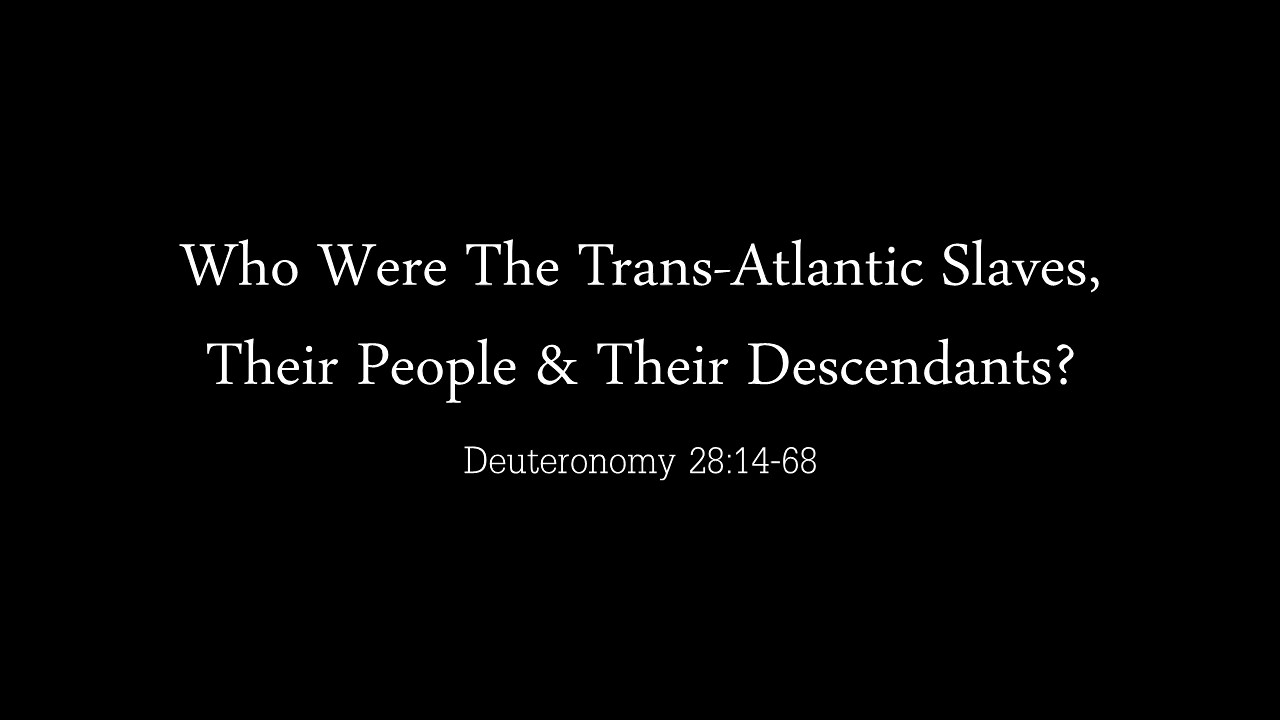 Who Were The Trans-Atlantic Slaves,
Their People & Their Descendants?
Deuteronomy 28:14-68